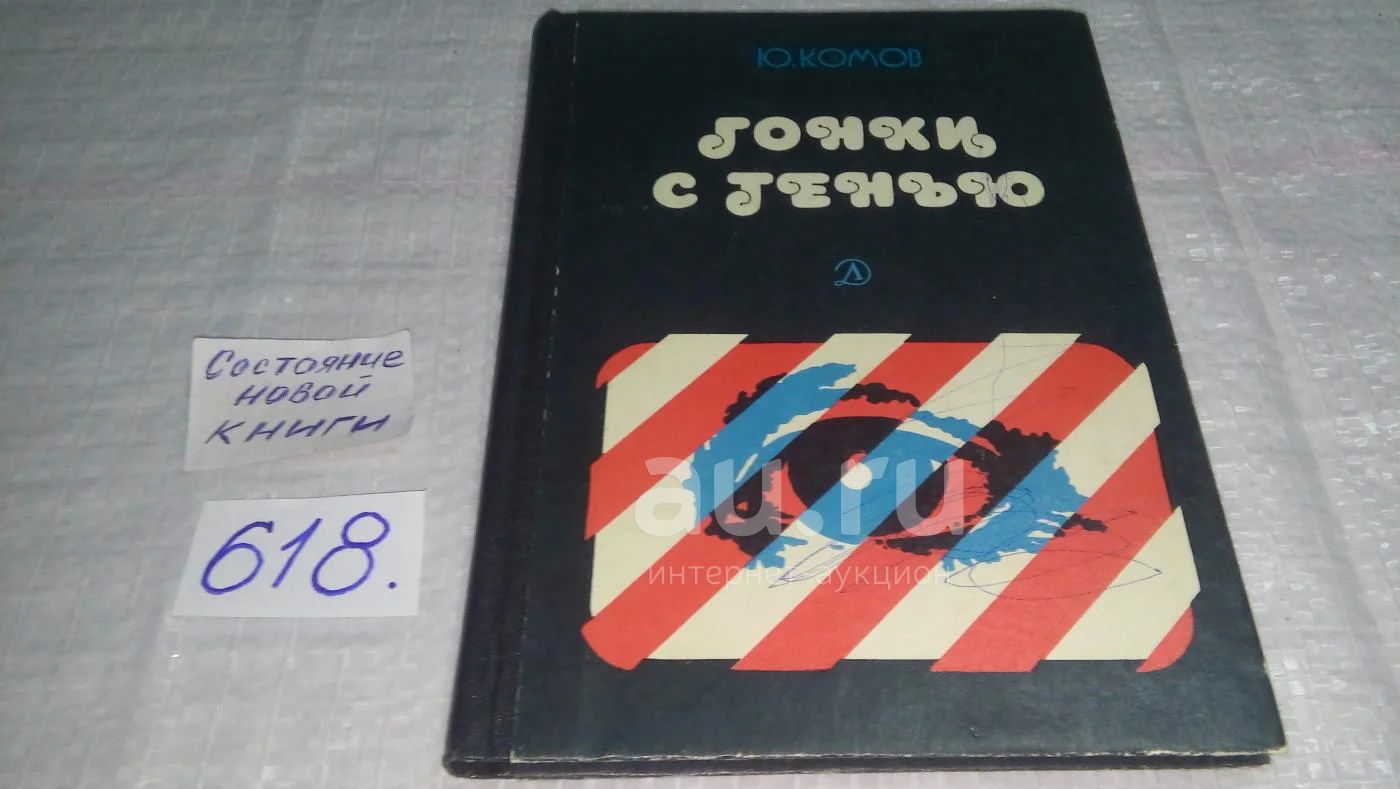 Ю. КОМОВ
ГОНКИ
С ТЕНЬЮ
Д
Состояние
новой
книги
618.
au.ru
интернет-аукцион